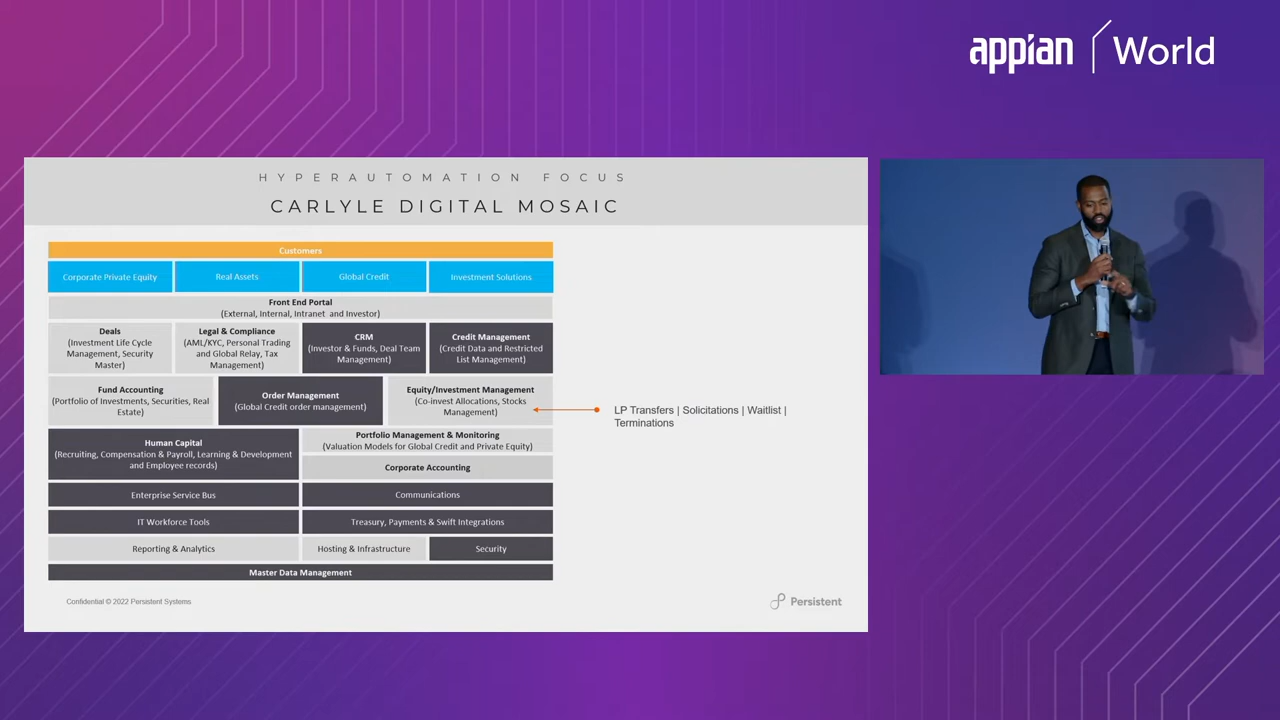 appian World
HYPERAUTOMATION FOCUS
CARLYLE DIGITAL MOSAIC
Customers
Corporate Private Equity
Real Assets
Global Credit
Investment Solutions
Front End Portal
(External, Internal, Intranet and Investor)
Deals
(Investment Life Cycle
Management, Security
Master)
Legal & Compliance
(AML/KYC, Personal Trading
and Global Relay, Tax
Management)
CRM
(Investor & Funds, Deal Team
Management)
Credit Management
(Credit Data and Restricted
List Management)
Fund Accounting
(Portfolio of Investments, Securities, Real
Estate)
Order Management
(Global Credit order management)
Equity/Investment Management
(Co-invest Allocations, Stocks
Management)
LP Transfers | Solicitations | Waitlist |
Terminations
Human Capital
(Recruiting, Compensation & Payroll, Learning & Development
and Employee records)
Portfolio Management & Monitoring
(Valuation Models for Global Credit and Private Equity)
Corporate Accounting
Enterprise Service Bus
Communications
IT Workforce Tools
Treasury, Payments & Swift Integrations
Reporting & Analytics
Hosting & Infrastructure
Security
Master Data Management
Confidential © 2022 Persistent Systems
Persistent